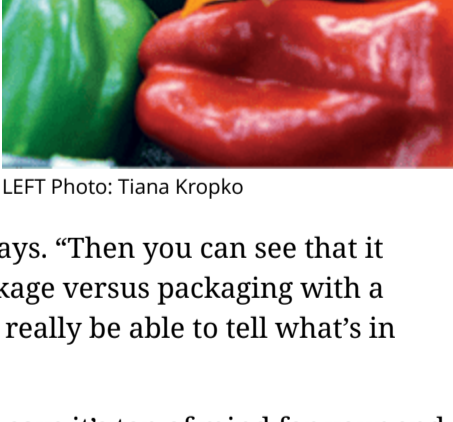 LEFT Photo: Tiana Kropko
ays. “Then you can see that it
kage versus packaging with a
really be able to tell what’s in